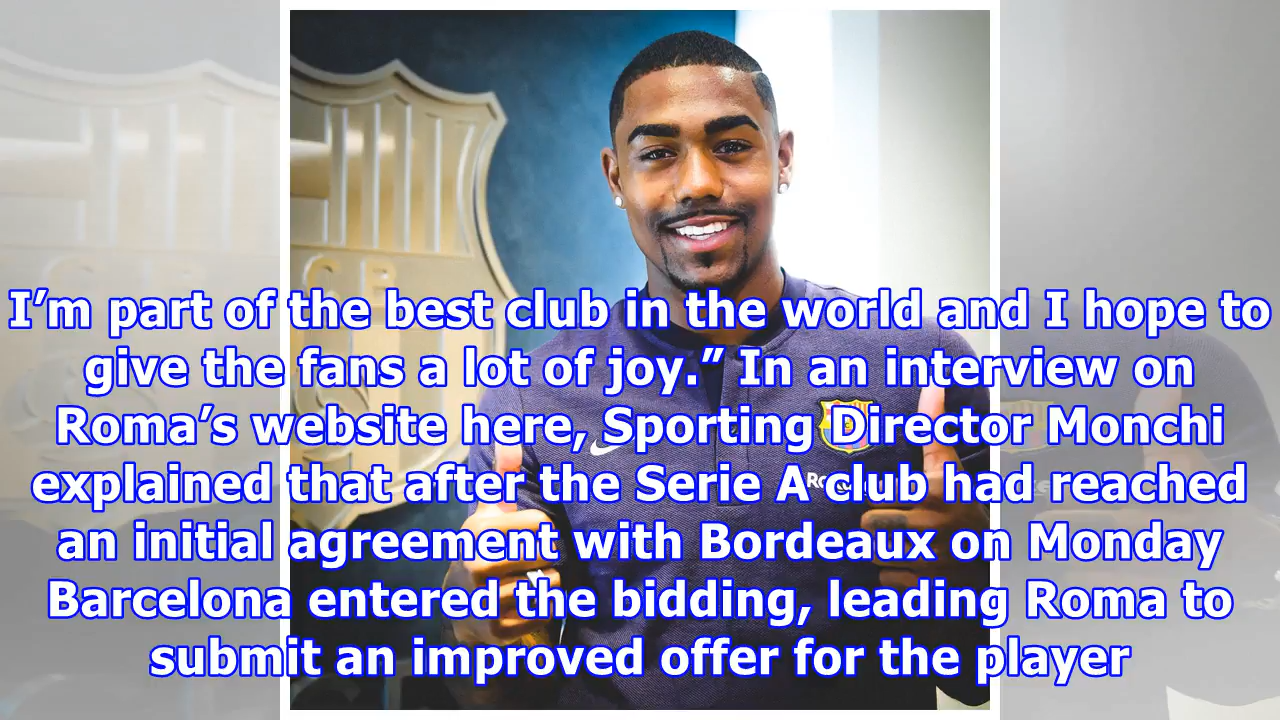 I’m part of the best club in the world and I hope to
give the fans a lot of joy.” In an interview on
Roma’s website here, Sporting Director Monchi
explained that after the Serie A club had reached
an initial agreement with Bordeaux on Monday
Barcelona entered the bidding, leading Roma to
submit an improved offer for the player